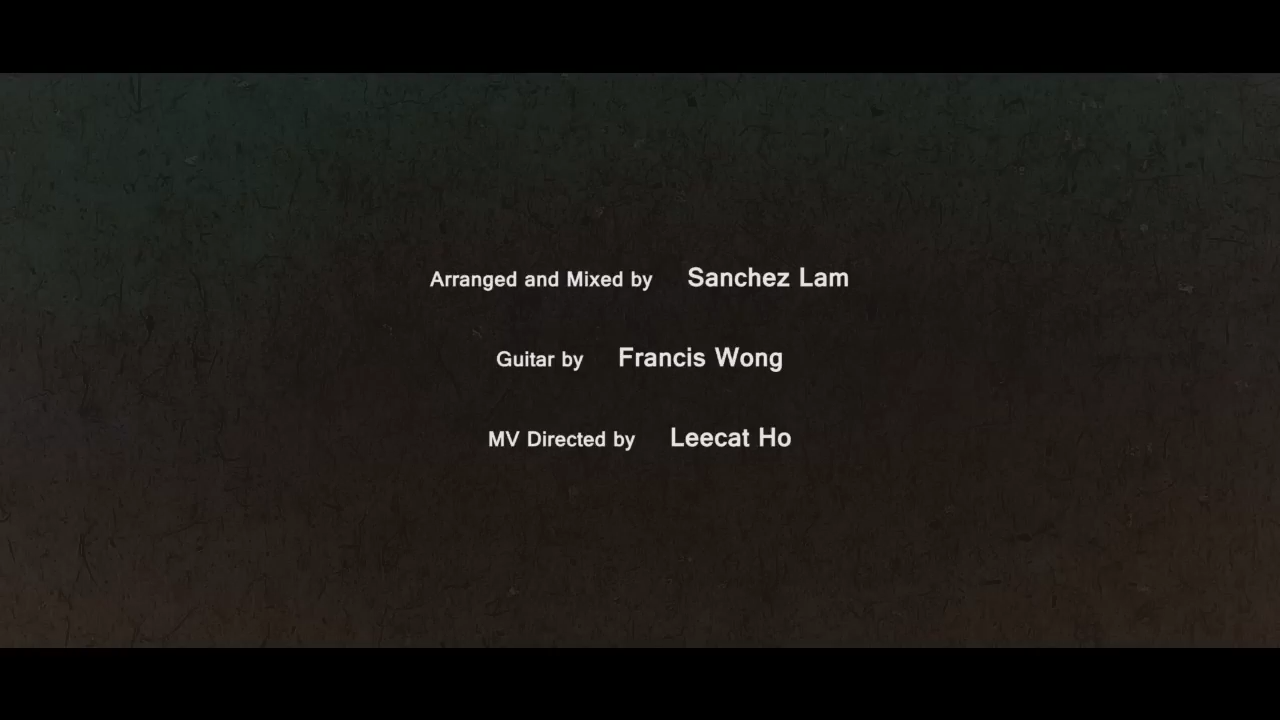 Arranged and Mixed by Sanchez Lam
Guitar by Francis Wong
MV Directed by Leecat Ho